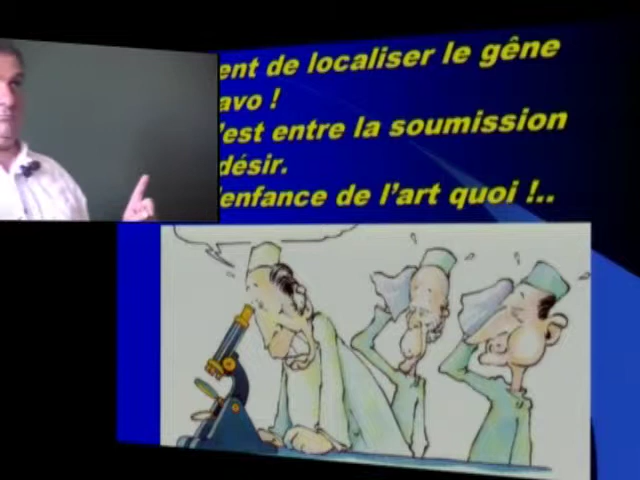 ent de localiser le gêne
avo !
'est entre la soumission
désir.
'enfance de l'art quoi !..